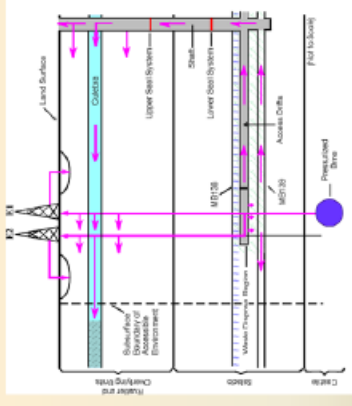 E1
E2
Land Surface
Culebra
Upper Seal System
Shaft
Lower Seal System
Access Drifts
(Not to Scale)
MB138
MB139
Pressurized
Brine
Waste Disposal Region
Subsurface
Boundary of
Accessible
Environment
Rustler and
Overlying Units
Salado
Castile